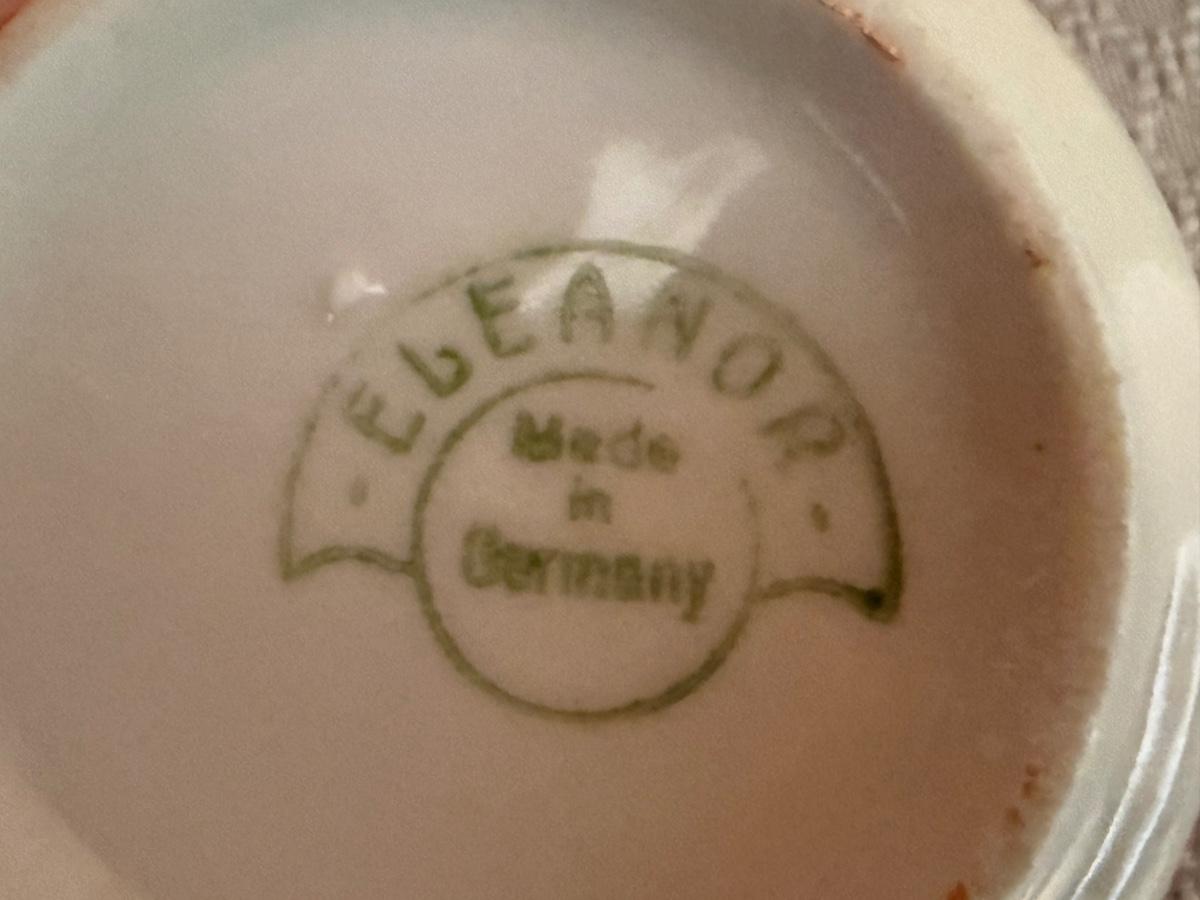 · ELEANOR ·
Made
in
Germany